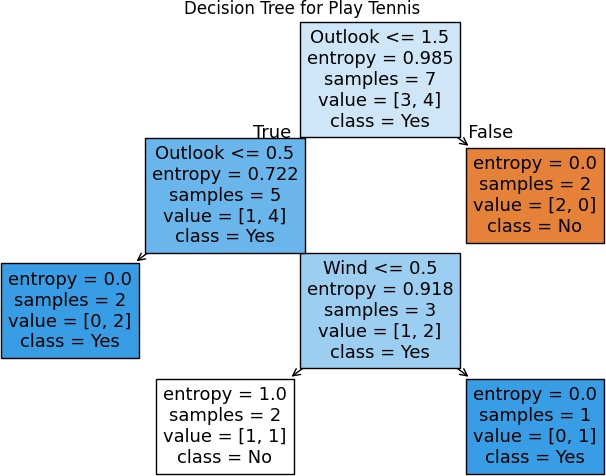 Decision Tree for Play Tennis
Outlook <= 1.5
entropy = 0.985
samples = 7
value = [3, 4]
class = Yes
True
False
Outlook <= 0.5
entropy = 0.722
samples = 5
value = [1, 4]
class = Yes
entropy = 0.0
samples = 2
value = [2, 0]
class = No
entropy = 0.0
samples = 2
value = [0, 2]
class = Yes
Wind <= 0.5
entropy = 0.918
samples = 3
value = [1, 2]
class = Yes
entropy = 1.0
samples = 2
value = [1, 1]
class = No
entropy = 0.0
samples = 1
value = [0, 1]
class = Yes